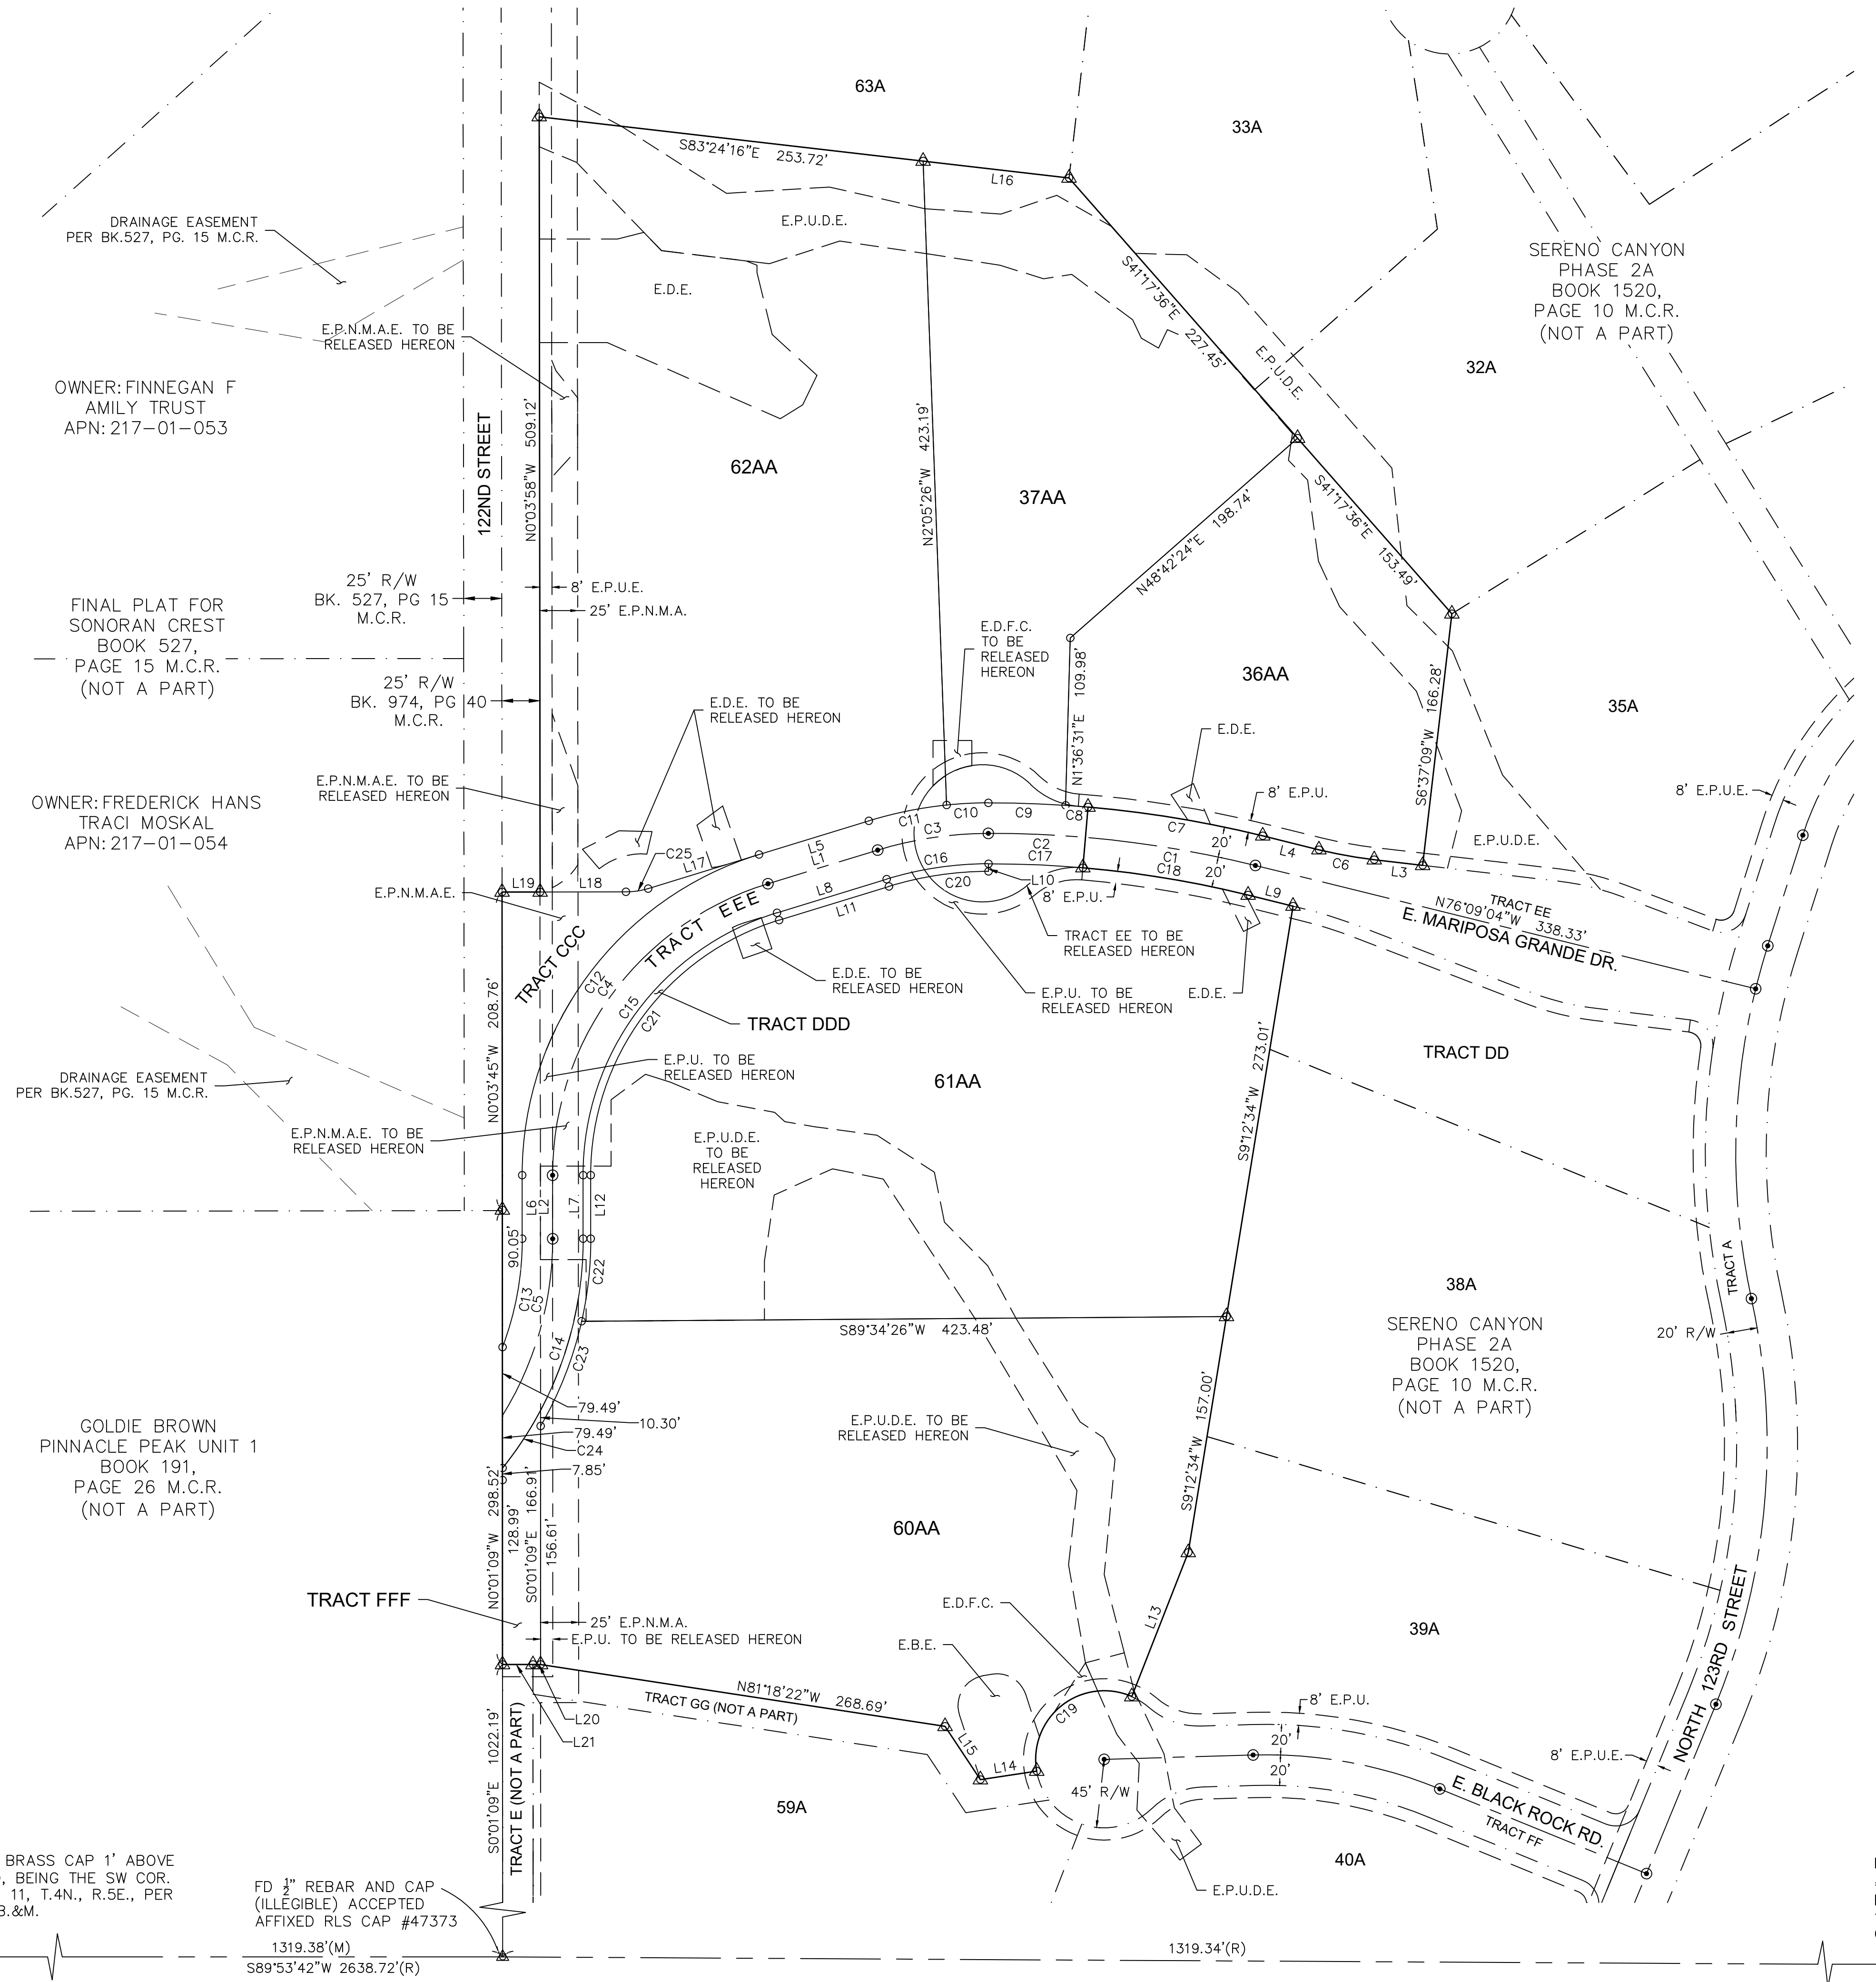 63A
33A
S83°24'16"E 253.72'
L16
DRAINAGE EASEMENT
PER BK.527, PG. 15 M.C.R.
E.P.U.D.E.
SERENO CANYON
PHASE 2A
BOOK 1520,
PAGE 10 M.C.R.
(NOT A PART)
E.D.E.
S41°17'36"E 227.45'
E.P.N.M.A.E. TO BE
RELEASED HEREON
E.P.U.D.E.
32A
OWNER: FINNEGAN F
AMILY TRUST
APN: 217-01-053
122ND STREET
N0°03'58"W 509.12'
62AA
N2°05'26"W 423.19'
37AA
N48°42'24"E 198.74'
S41°17'36"E 153.49'
25' R/W
BK. 527, PG 15
M.C.R.
8' E.P.U.E.
25' E.P.N.M.A.
FINAL PLAT FOR
SONORAN CREST
BOOK 527,
PAGE 15 M.C.R.
(NOT A PART)
E.D.F.C.
TO BE
RELEASED
HEREON
25' R/W
BK. 974, PG 40
M.C.R.
36AA
S6°37'09"W 166.28'
35A
E.D.E. TO BE
RELEASED HEREON
N1°36'31"E 109.98'
E.D.E.
E.P.N.M.A.E. TO BE
RELEASED HEREON
8' E.P.U.
8' E.P.U.E.
OWNER: FREDERICK HANS
TRACI MOSKAL
APN: 217-01-054
C11
C10
C9
C8
C7
C3
C2
C1
20'
20'
L4
C6
L3
E.P.U.D.E.
C25
L17
L5
L1
C16
C17
C18
L10
C20
L9
L8
L11
L19
L18
E.P.N.M.A.E.
8' E.P.U.
TRACT EE
N76°09'04"W 338.33'
E. MARIPOSA GRANDE DR.
TRACT EEE
TRACT CCC
TRACT EE TO BE
RELEASED HEREON
E.D.E. TO BE
RELEASED HEREON
E.P.U. TO BE
RELEASED HEREON
E.D.E.
C12
C4
C15
C21
TRACT DDD
N0°03'45"W 208.76'
TRACT DD
E.P.U. TO BE
RELEASED HEREON
61AA
DRAINAGE EASEMENT
PER BK.527, PG. 15 M.C.R.
S9°12'34"W 273.01'
E.P.N.M.A.E. TO BE
RELEASED HEREON
E.P.U.D.E.
TO BE
RELEASED
HEREON
L6
L2
L7
L12
90.05'
C22
C13
C5
TRACT A
38A
SERENO CANYON
PHASE 2A
BOOK 1520,
PAGE 10 M.C.R.
(NOT A PART)
20' R/W
S89°34'26"W 423.48'
C14
C23
79.49'
10.30'
79.49'
C24
7.85'
GOLDIE BROWN
PINNACLE PEAK UNIT 1
BOOK 191,
PAGE 26 M.C.R.
(NOT A PART)
E.P.U.D.E. TO BE
RELEASED HEREON
S9°12'34"W 157.00'
N0°01'09"W 298.52'
128.99'
S0°01'09"E 166.91'
156.61'
60AA
TRACT FFF
25' E.P.N.M.A.
E.P.U. TO BE RELEASED HEREON
E.D.F.C.
E.B.E.
L13
39A
NORTH 123RD STREET
N81°18'22"W 268.69'
TRACT GG (NOT A PART)
L20
L21
L15
L14
C19
8' E.P.U.
20'
20'
8' E.P.U.E.
45' R/W
E. BLACK ROCK RD.
TRACT FF
S0°01'09"E 1022.19'
TRACT E (NOT A PART)
59A
40A
E.P.U.D.E.
BRASS CAP 1' ABOVE
, BEING THE SW COR.
11, T.4N., R.5E., PER
B.&M.
FD ½" REBAR AND CAP
(ILLEGIBLE) ACCEPTED
AFFIXED RLS CAP #47373
1319.38'(M)
1319.34'(R)
S89°53'42"W 2638.72'(R)